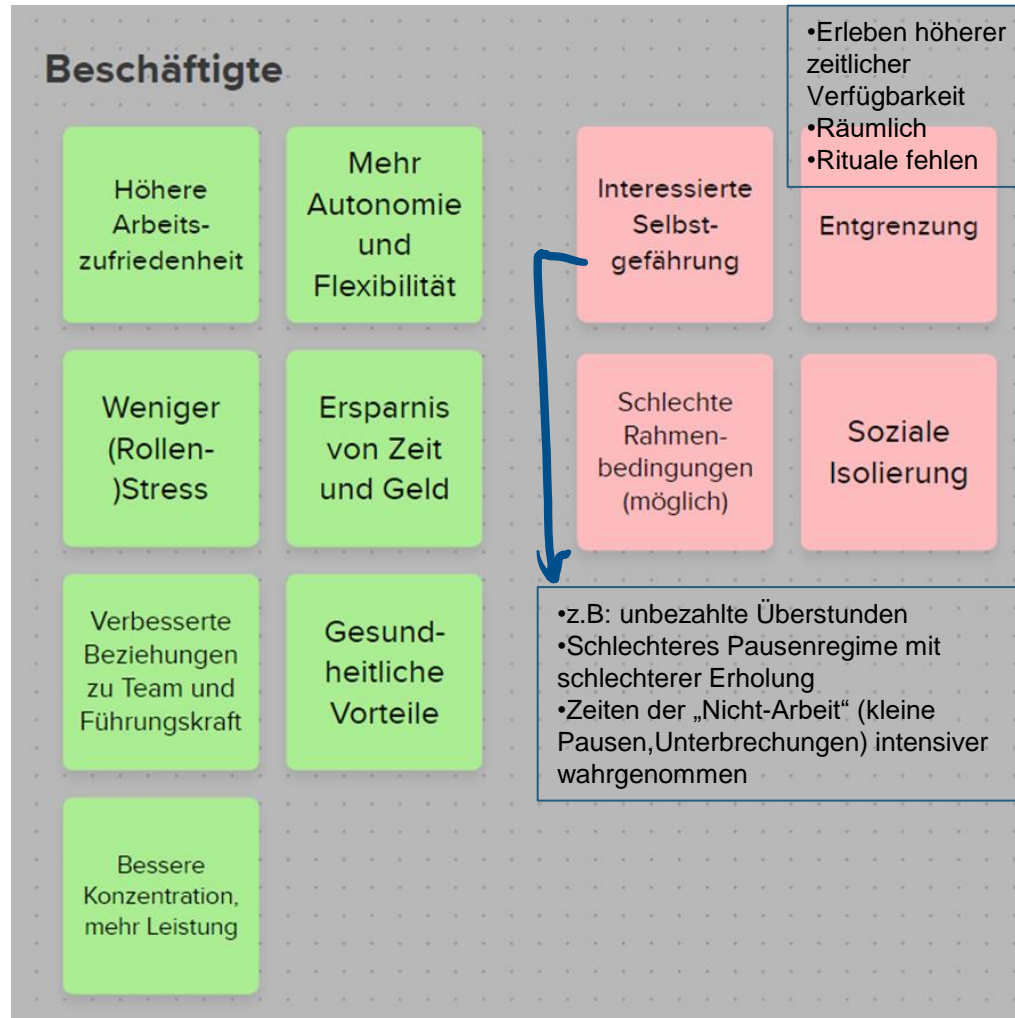 Beschäftigte
•Erleben höherer
zeitlicher
Verfügbarkeit
•Räumlich
•Rituale fehlen
Höhere
Arbeits-
zufriedenheit
Mehr
Autonomie
und
Flexibilität
Interessierte
Selbst-
gefährung
Entgrenzung
Weniger
(Rollen-
)Stress
Ersparnis
von Zeit
und Geld
Schlechte
Rahmen-
bedingungen
(möglich)
Soziale
Isolierung
Verbesserte
Beziehungen
zu Team und
Führungskraft
Gesund-
heitliche
Vorteile
•z.B: unbezahlte Überstunden
•Schlechteres Pausenregime mit
schlechterer Erholung
•Zeiten der „Nicht-Arbeit“ (kleine
Pausen,Unterbrechungen) intensiver
wahrgenommen
Bessere
Konzentration,
mehr Leistung